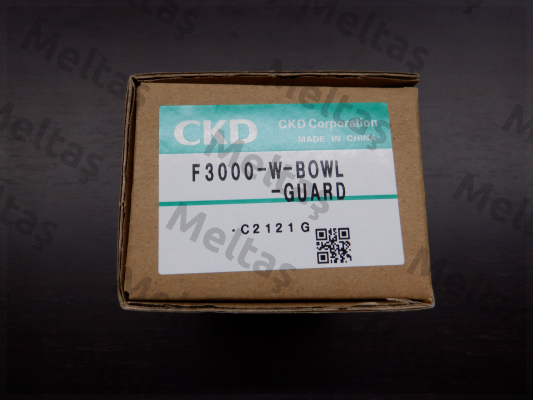 CKD
CKD Corporation
MADE IN CHINA
F3000-W-BOWL
-GUARD
.C2121G
Meltaş